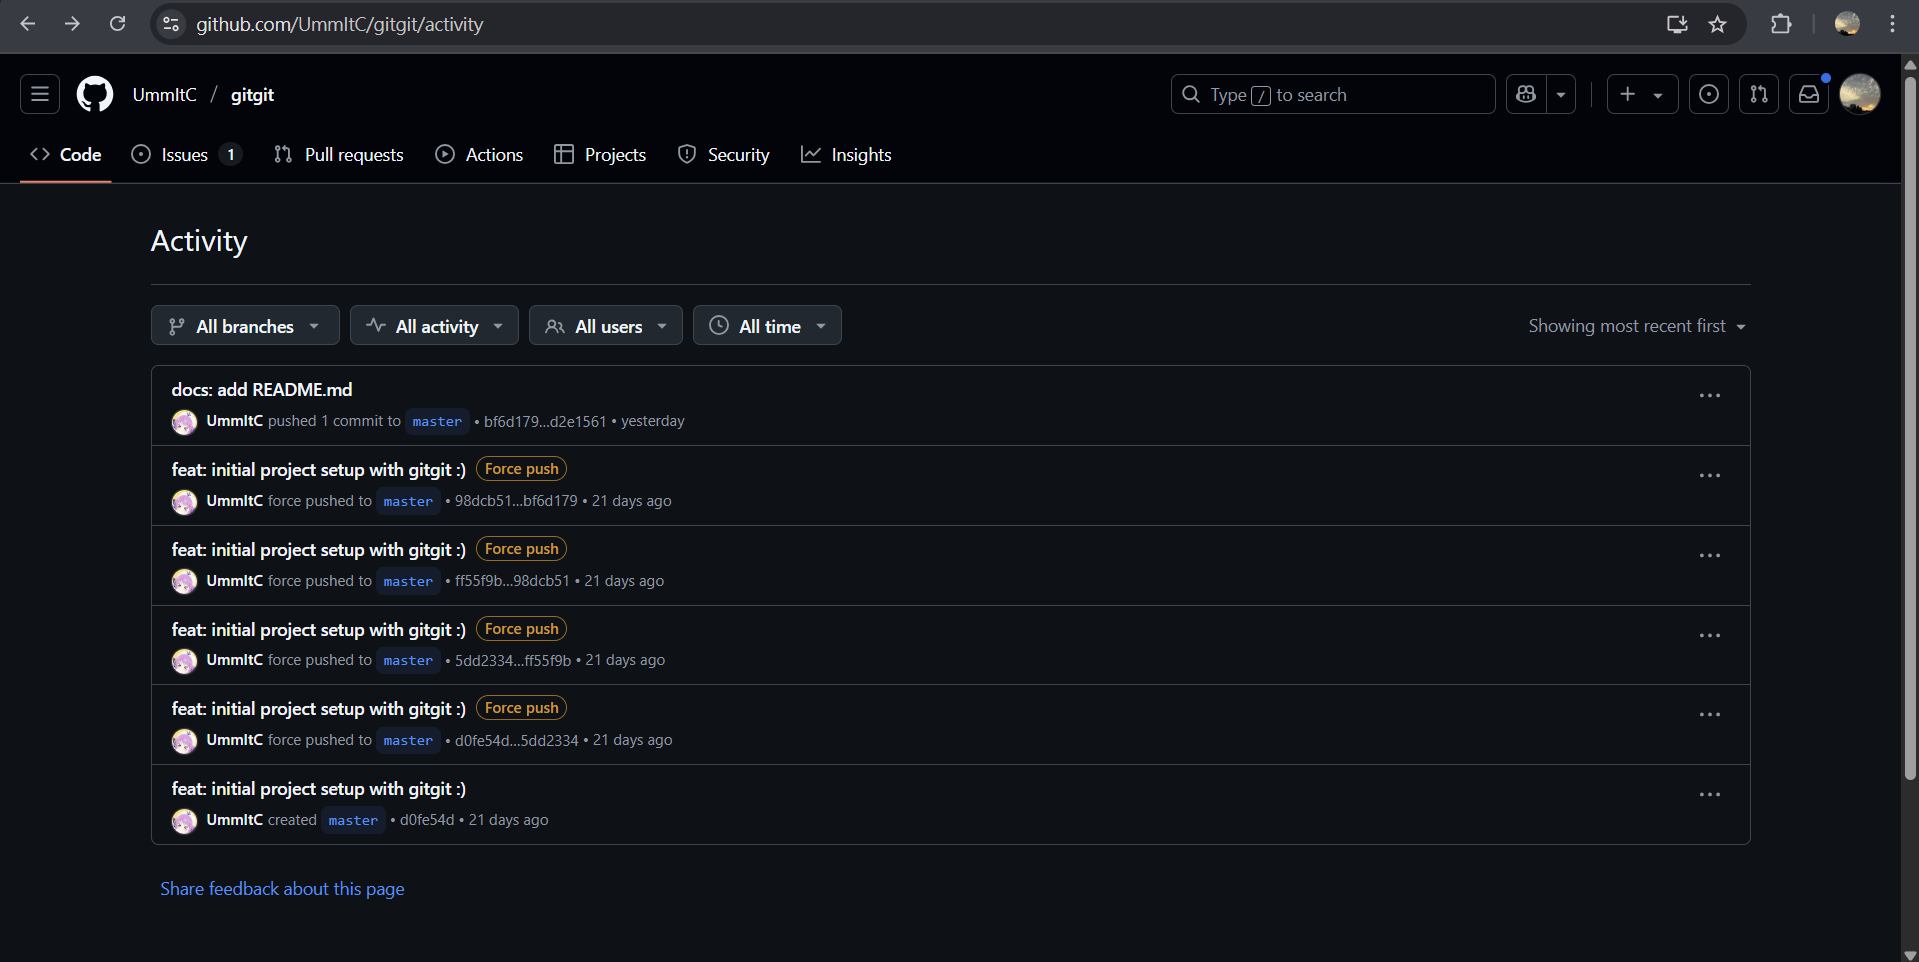 github.com/UmmItC/gitgit/activity
UmmItC / gitgit
Type / to search
Code
Issues 1
Pull requests
Actions
Projects
Security
Insights
Activity
All branches
All activity
All users
All time
Showing most recent first
docs: add README.md
UmmItC pushed 1 commit to master • bf6d179...d2e1561 • yesterday
feat: initial project setup with gitgit :) Force push
UmmItC force pushed to master • 98dcb51...bf6d179 • 21 days ago
feat: initial project setup with gitgit :) Force push
UmmItC force pushed to master • ff55f9b...98dcb51 • 21 days ago
feat: initial project setup with gitgit :) Force push
UmmItC force pushed to master • 5dd2334...ff55f9b • 21 days ago
feat: initial project setup with gitgit :) Force push
UmmItC force pushed to master • d0fe54d...5dd2334 • 21 days ago
feat: initial project setup with gitgit :)
UmmItC created master • d0fe54d • 21 days ago
Share feedback about this page